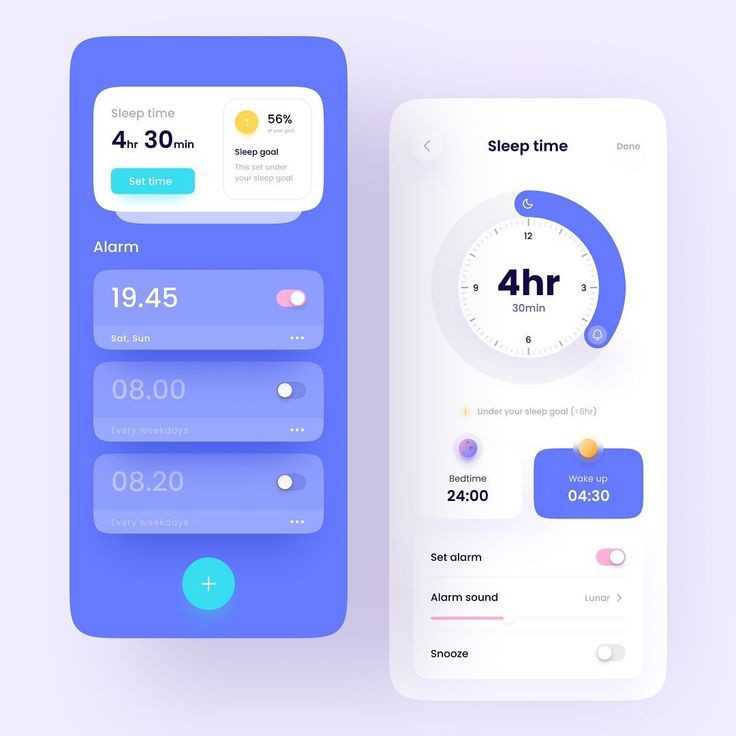 Sleep time
4hr 30min
Set time
!
56%
of your goal
Sleep goal
This set under
your sleep goal
Alarm
19.45
Sat, Sun
08.00
Every weekdays
08.20
Every weekdays
Sleep time
Done
12
9
3
6
4hr
30min
! Under your sleep goal (<8hr)
Bedtime
24:00
Wake up
04:30
Set alarm
Alarm sound
Lunar
Snooze